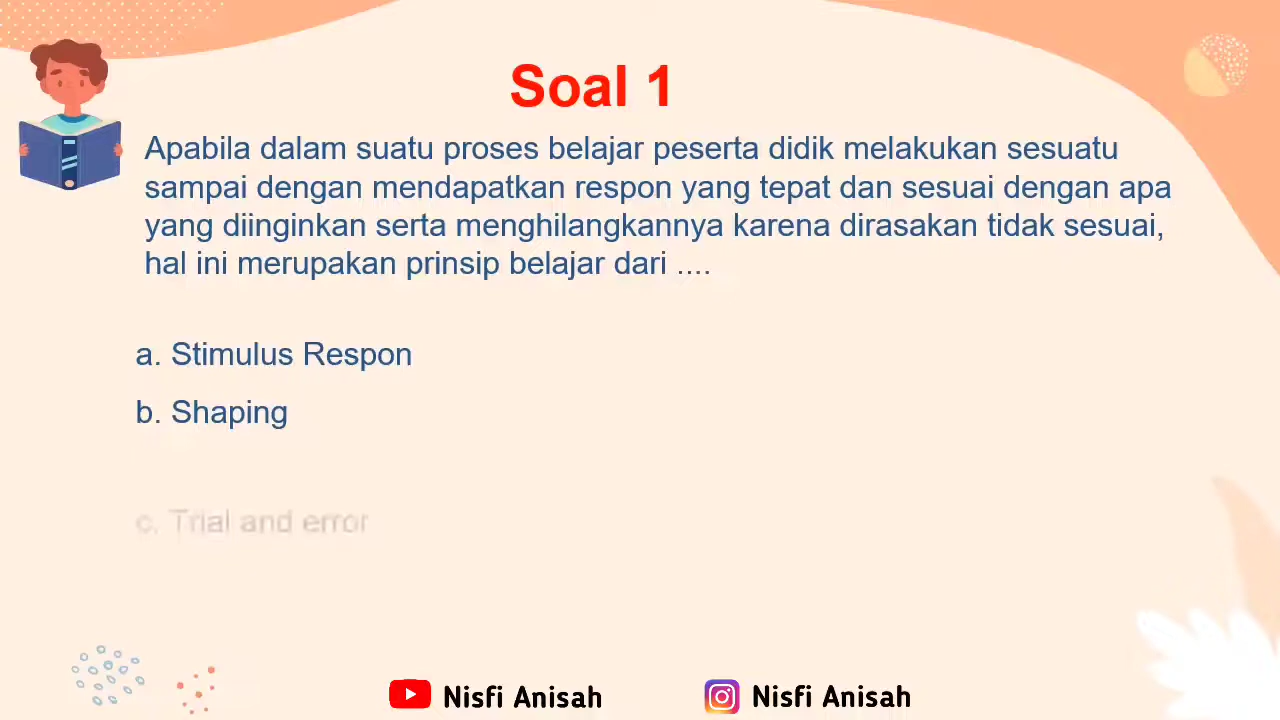 Soal 1
Apabila dalam suatu proses belajar peserta didik melakukan sesuatu
sampai dengan mendapatkan respon yang tepat dan sesuai dengan apa
yang diinginkan serta menghilangkannya karena dirasakan tidak sesuai,
hal ini merupakan prinsip belajar dari ....
a. Stimulus Respon
b. Shaping
c. Trial and error
Nisfi Anisah
Nisfi Anisah